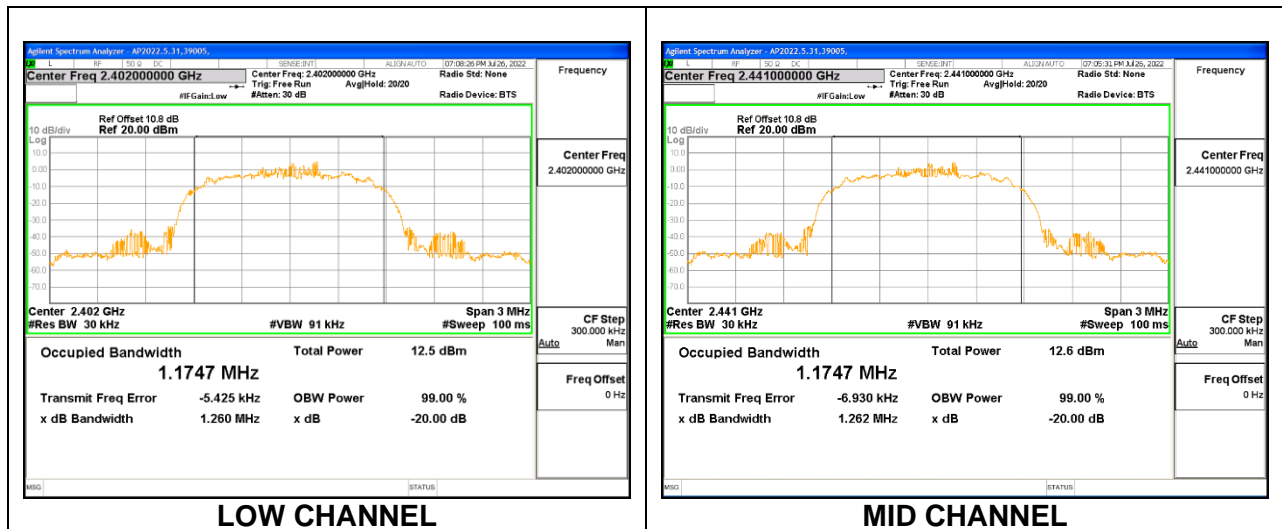 Agilent Spectrum Analyzer - AP2022.5.31,39005,
L RF 50 Ω DC SENSE:INT ALIGN AUTO 07:08:26 PM Jul 26, 2022
Center Freq 2.402000000 GHz
Center Freq: 2.402000000 GHz
Radio Std: None
Trig: Free Run Avg|Hold: 20/20
#IFGain:Low #Atten: 30 dB Radio Device: BTS
Ref Offset 10.8 dB
10 dB/div Ref 20.00 dBm
Log
10.0
0.00
-10.0
-20.0
-30.0
-40.0
-50.0
-60.0
-70.0
Center 2.402 GHz Span 3 MHz
#Res BW 30 kHz #VBW 91 kHz #Sweep 100 ms
Occupied Bandwidth Total Power 12.5 dBm
1.1747 MHz
Transmit Freq Error -5.425 kHz OBW Power 99.00 %
x dB Bandwidth 1.260 MHz x dB -20.00 dB
MSG STATUS
Frequency
Center Freq
2.402000000 GHz
CF Step
300.000 kHz
Auto Man
Freq Offset
0 Hz
LOW CHANNEL
Agilent Spectrum Analyzer - AP2022.5.31,39005,
L RF 50 Ω DC SENSE:INT ALIGN AUTO 07:05:31 PM Jul 26, 2022
Center Freq 2.441000000 GHz
Center Freq: 2.441000000 GHz
Radio Std: None
Trig: Free Run Avg|Hold: 20/20
#IFGain:Low #Atten: 30 dB Radio Device: BTS
Ref Offset 10.8 dB
10 dB/div Ref 20.00 dBm
Log
10.0
0.00
-10.0
-20.0
-30.0
-40.0
-50.0
-60.0
-70.0
Center 2.441 GHz Span 3 MHz
#Res BW 30 kHz #VBW 91 kHz #Sweep 100 ms
Occupied Bandwidth Total Power 12.6 dBm
1.1747 MHz
Transmit Freq Error -6.930 kHz OBW Power 99.00 %
x dB Bandwidth 1.262 MHz x dB -20.00 dB
MSG STATUS
Frequency
Center Freq
2.441000000 GHz
CF Step
300.000 kHz
Auto Man
Freq Offset
0 Hz
MID CHANNEL